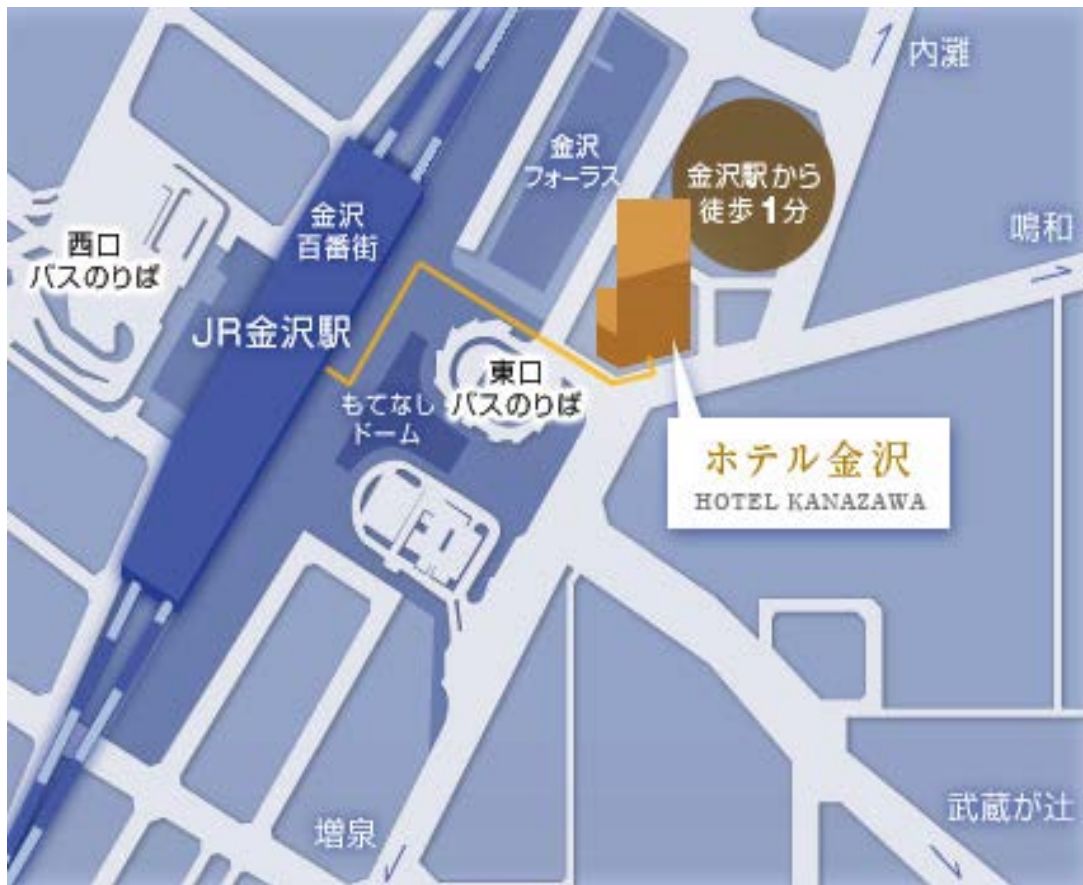 内灘
金沢
フォーラス
金沢駅から
徒歩1分
金沢
百番街
鳴和
西口
バスのりば
JR金沢駅
東口
バスのりば
もてなし
ドーム
ホテル金沢
HOTEL KANAZAWA
武蔵が辻
増泉